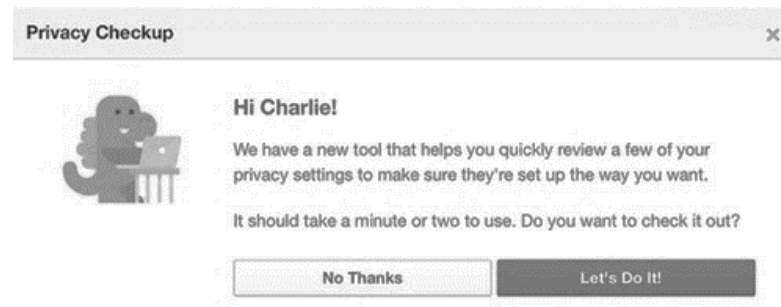 Privacy Checkup
Hi Charlie!
We have a new tool that helps you quickly review a few of your
privacy settings to make sure they're set up the way you want.
It should take a minute or two to use. Do you want to check it out?
No Thanks
Let's Do It!